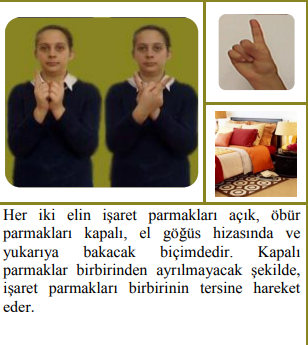 Her iki elin işaret parmakları açık, öbür
parmakları kapalı, el göğüs hizasında ve
yukarıya bakacak biçimdedir. Kapalı
parmaklar birbirinden ayrılmayacak şekilde,
işaret parmakları birbirinin tersine hareket
eder.